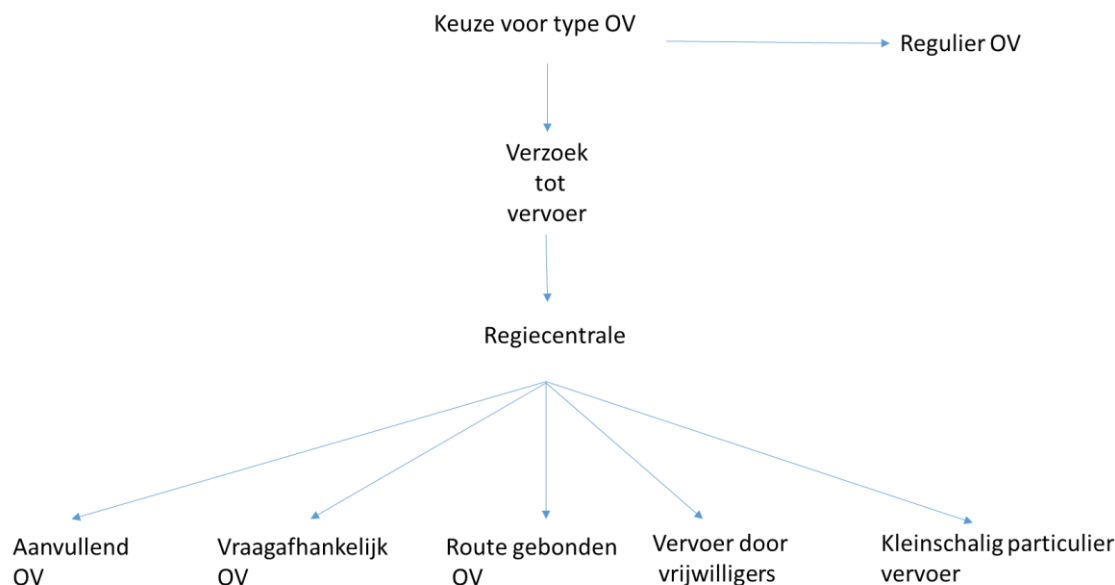 Keuze voor type OV
Regulier OV
Verzoek
tot
vervoer
Regiecentrale
Aanvullend
OV
Vraagafhankelijk
OV
Route gebonden
OV
Vervoer door
vrijwilligers
Kleinschalig particulier
vervoer